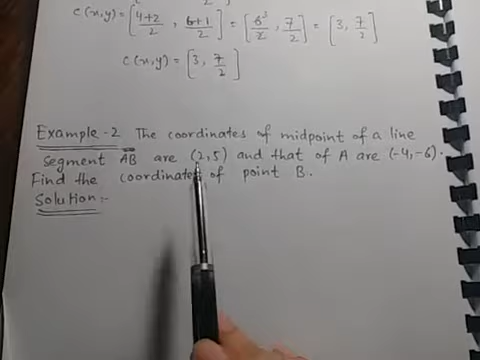 C(x,y) = [4+2/2 , 6+1/2] = [6³/2 , 7/2] = [3, 7/2]
C(x,y) = [3, 7/2]
Example-2 The coordinates of midpoint of a line
segment AB are (2,5) and that of A are (-4,-6).
Find the coordinates of point B.
Solution:-